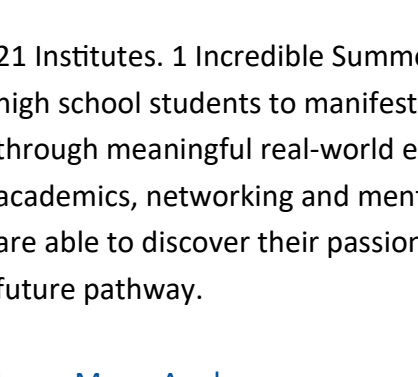 21 Institutes. 1 Incredible Summe
high school students to manifest
through meaningful real-world e
academics, networking and ment
are able to discover their passion
future pathway.